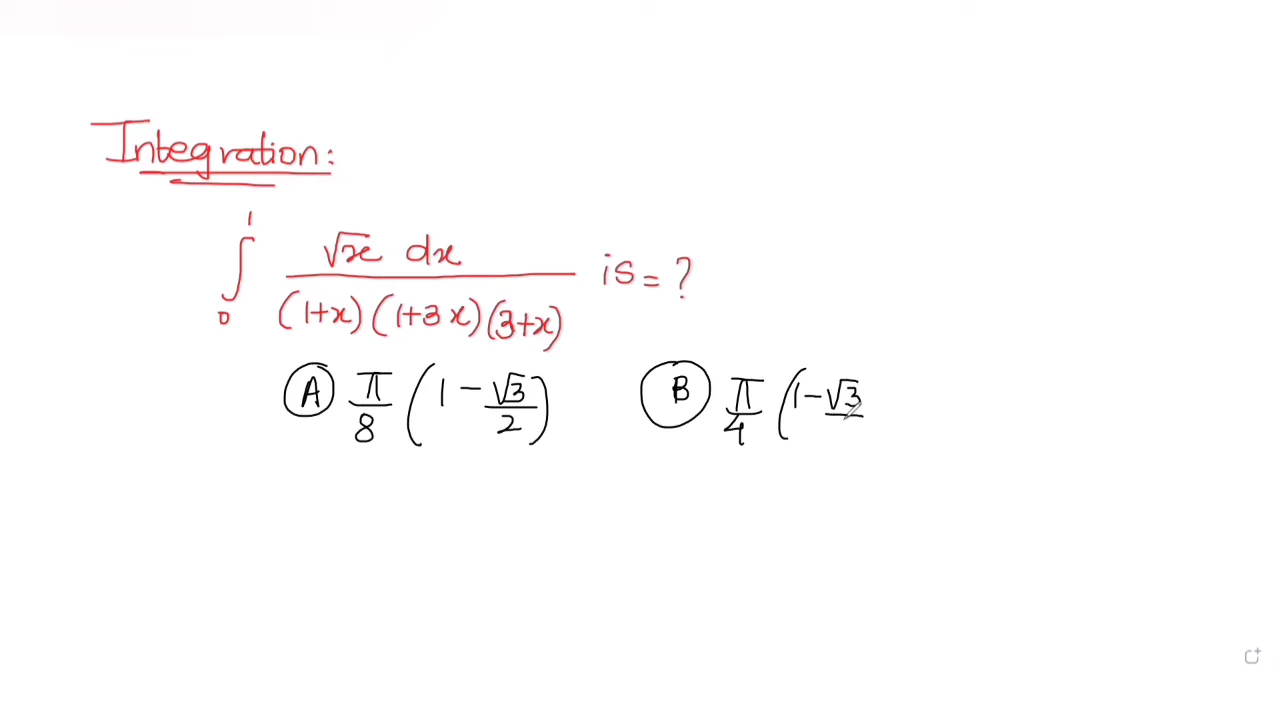 Integration:
∫₀¹ √x dx / (1+x)(1+3x)(3+x) is = ?
(A) π/8 (1 - √3/2) (B) π/4 (1-√3